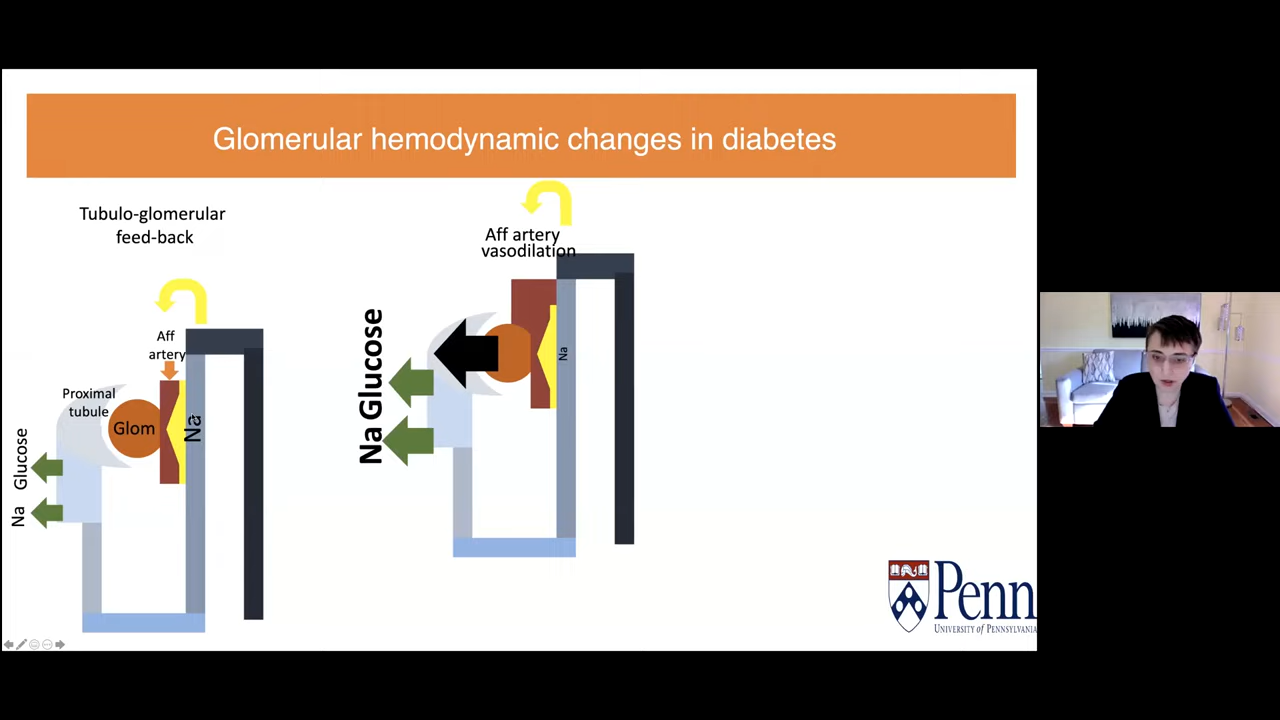 Glomerular hemodynamic changes in diabetes
Tubulo-glomerular
feed-back
Aff
artery
Proximal
tubule
Glom
Na
Glucose
Na
Aff artery
vasodilation
Na
Glucose
Na
Penn
UNIVERSITY of PENNSYLVANIA